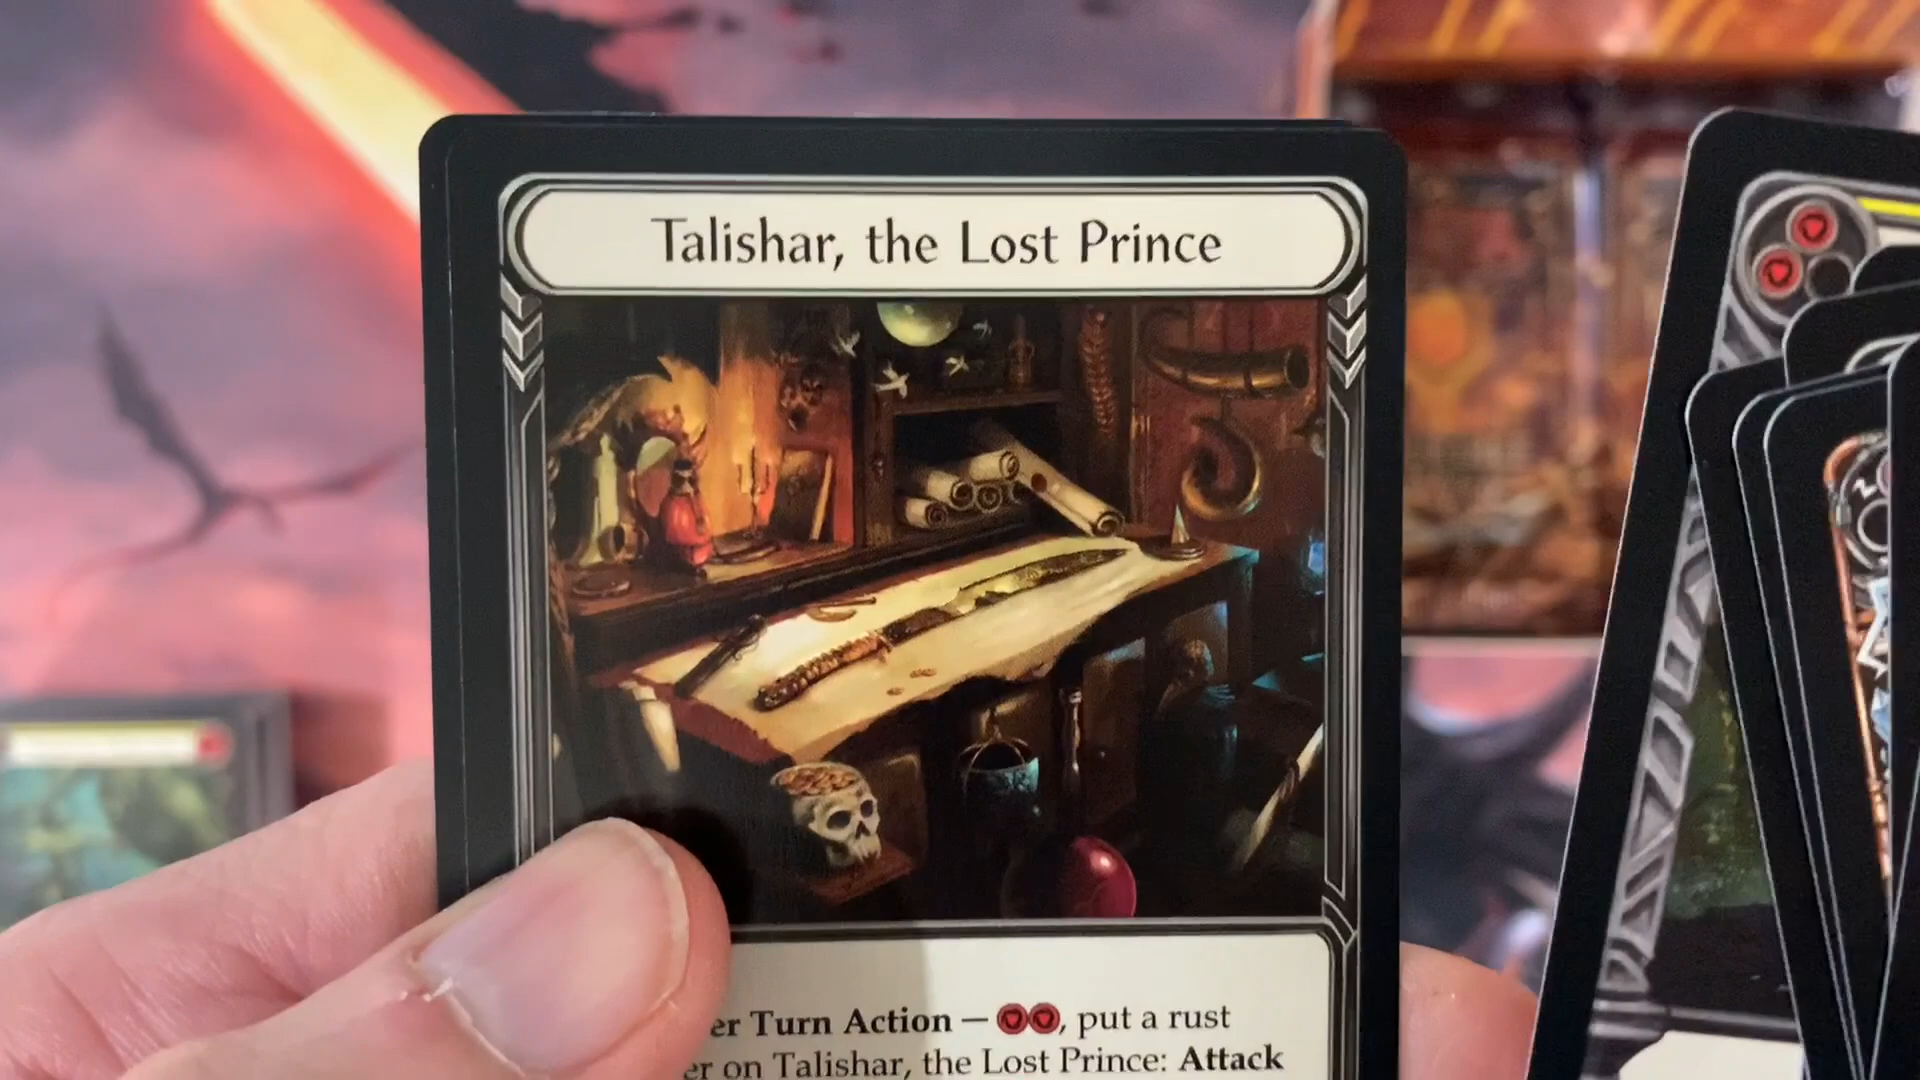 Talishar, the Lost Prince
er Turn Action — , put a rust
er on Talishar, the Lost Prince: Attack